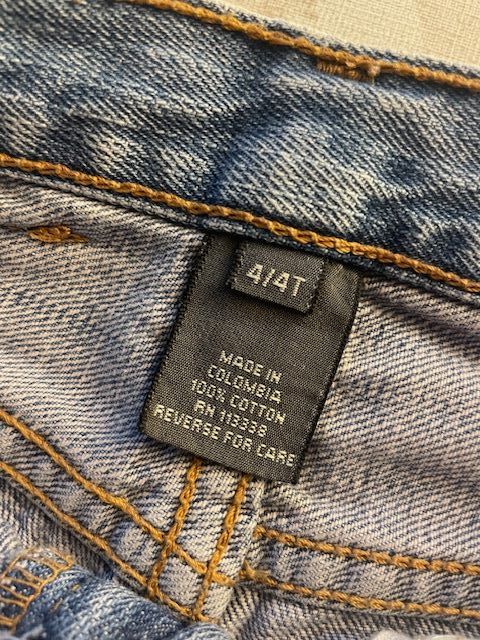 4/4T
MADE IN
COLOMBIA
100% COTTON
RN 113338
REVERSE FOR CARE